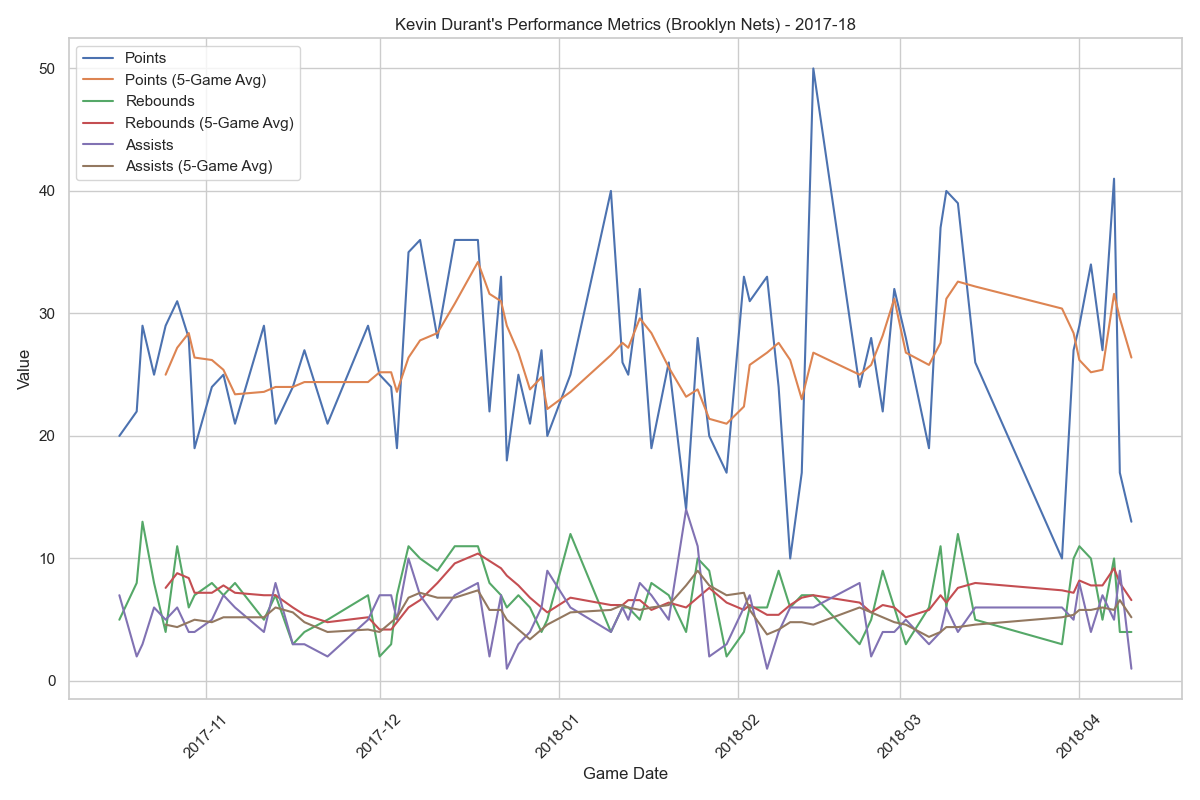 Kevin Durant's Performance Metrics (Brooklyn Nets) - 2017-18
Points
Points (5-Game Avg)
Rebounds
Rebounds (5-Game Avg)
Assists
Assists (5-Game Avg)
Value
50
40
30
20
10
0
2017-11
2017-12
2018-01
2018-02
2018-03
2018-04
Game Date